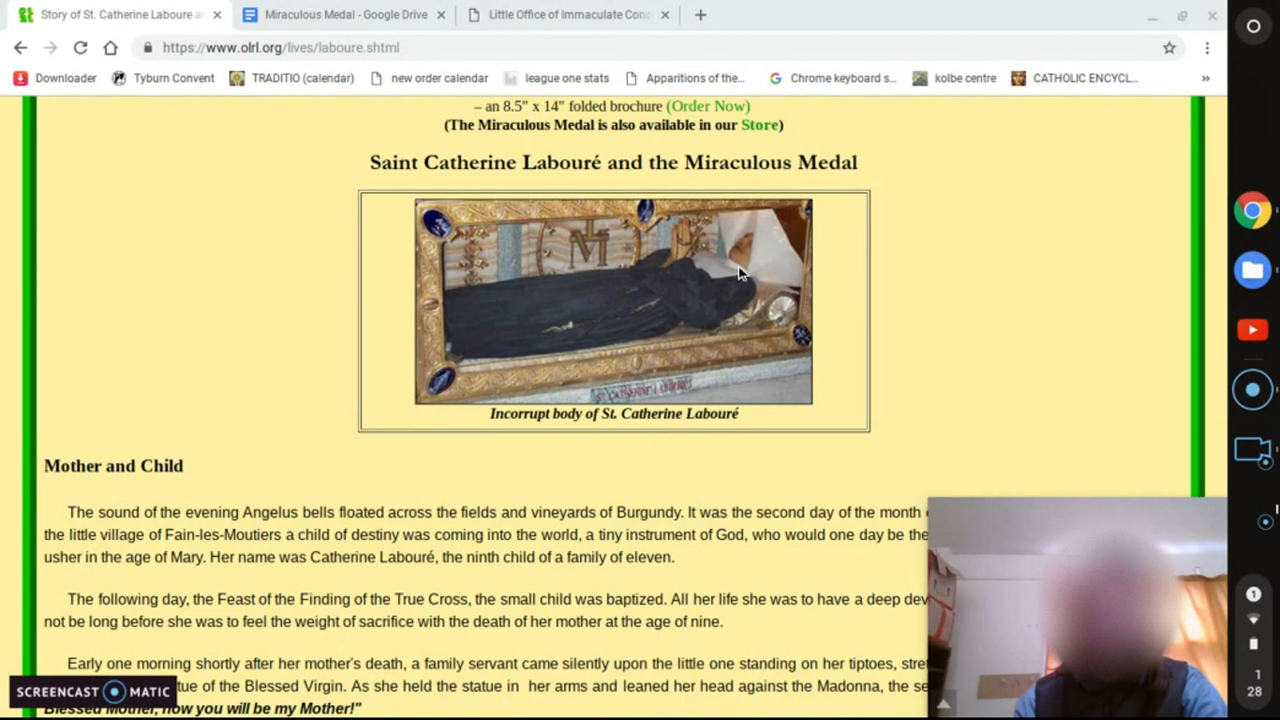 Story of St. Catherine Laboure a
Miraculous Medal - Google Drive
Little Office of Immaculate Conc
https://www.olrl.org/lives/laboure.shtml
Downloader
Tyburn Convent
TRADITIO (calendar)
new order calendar
league one stats
Apparitions of the...
Chrome keyboard s...
kolbe centre
CATHOLIC ENCYCL...
– an 8.5" x 14" folded brochure (Order Now)
(The Miraculous Medal is also available in our Store)
Saint Catherine Labouré and the Miraculous Medal
Incorrupt body of St. Catherine Labouré
Mother and Child
The sound of the evening Angelus bells floated across the fields and vineyards of Burgundy. It was the second day of the month
the little village of Fain-les-Moutiers a child of destiny was coming into the world, a tiny instrument of God, who would one day be the
usher in the age of Mary. Her name was Catherine Labouré, the ninth child of a family of eleven.
The following day, the Feast of the Finding of the True Cross, the small child was baptized. All her life she was to have a deep dev
not be long before she was to feel the weight of sacrifice with the death of her mother at the age of nine.
Early one morning shortly after her mother's death, a family servant came silently upon the little one standing on her tiptoes, stre
tue of the Blessed Virgin. As she held the statue in her arms and leaned her head against the Madonna, the se
Blessed Mother, now you will be my Mother!"
SCREENCAST MATIC
1
1
28